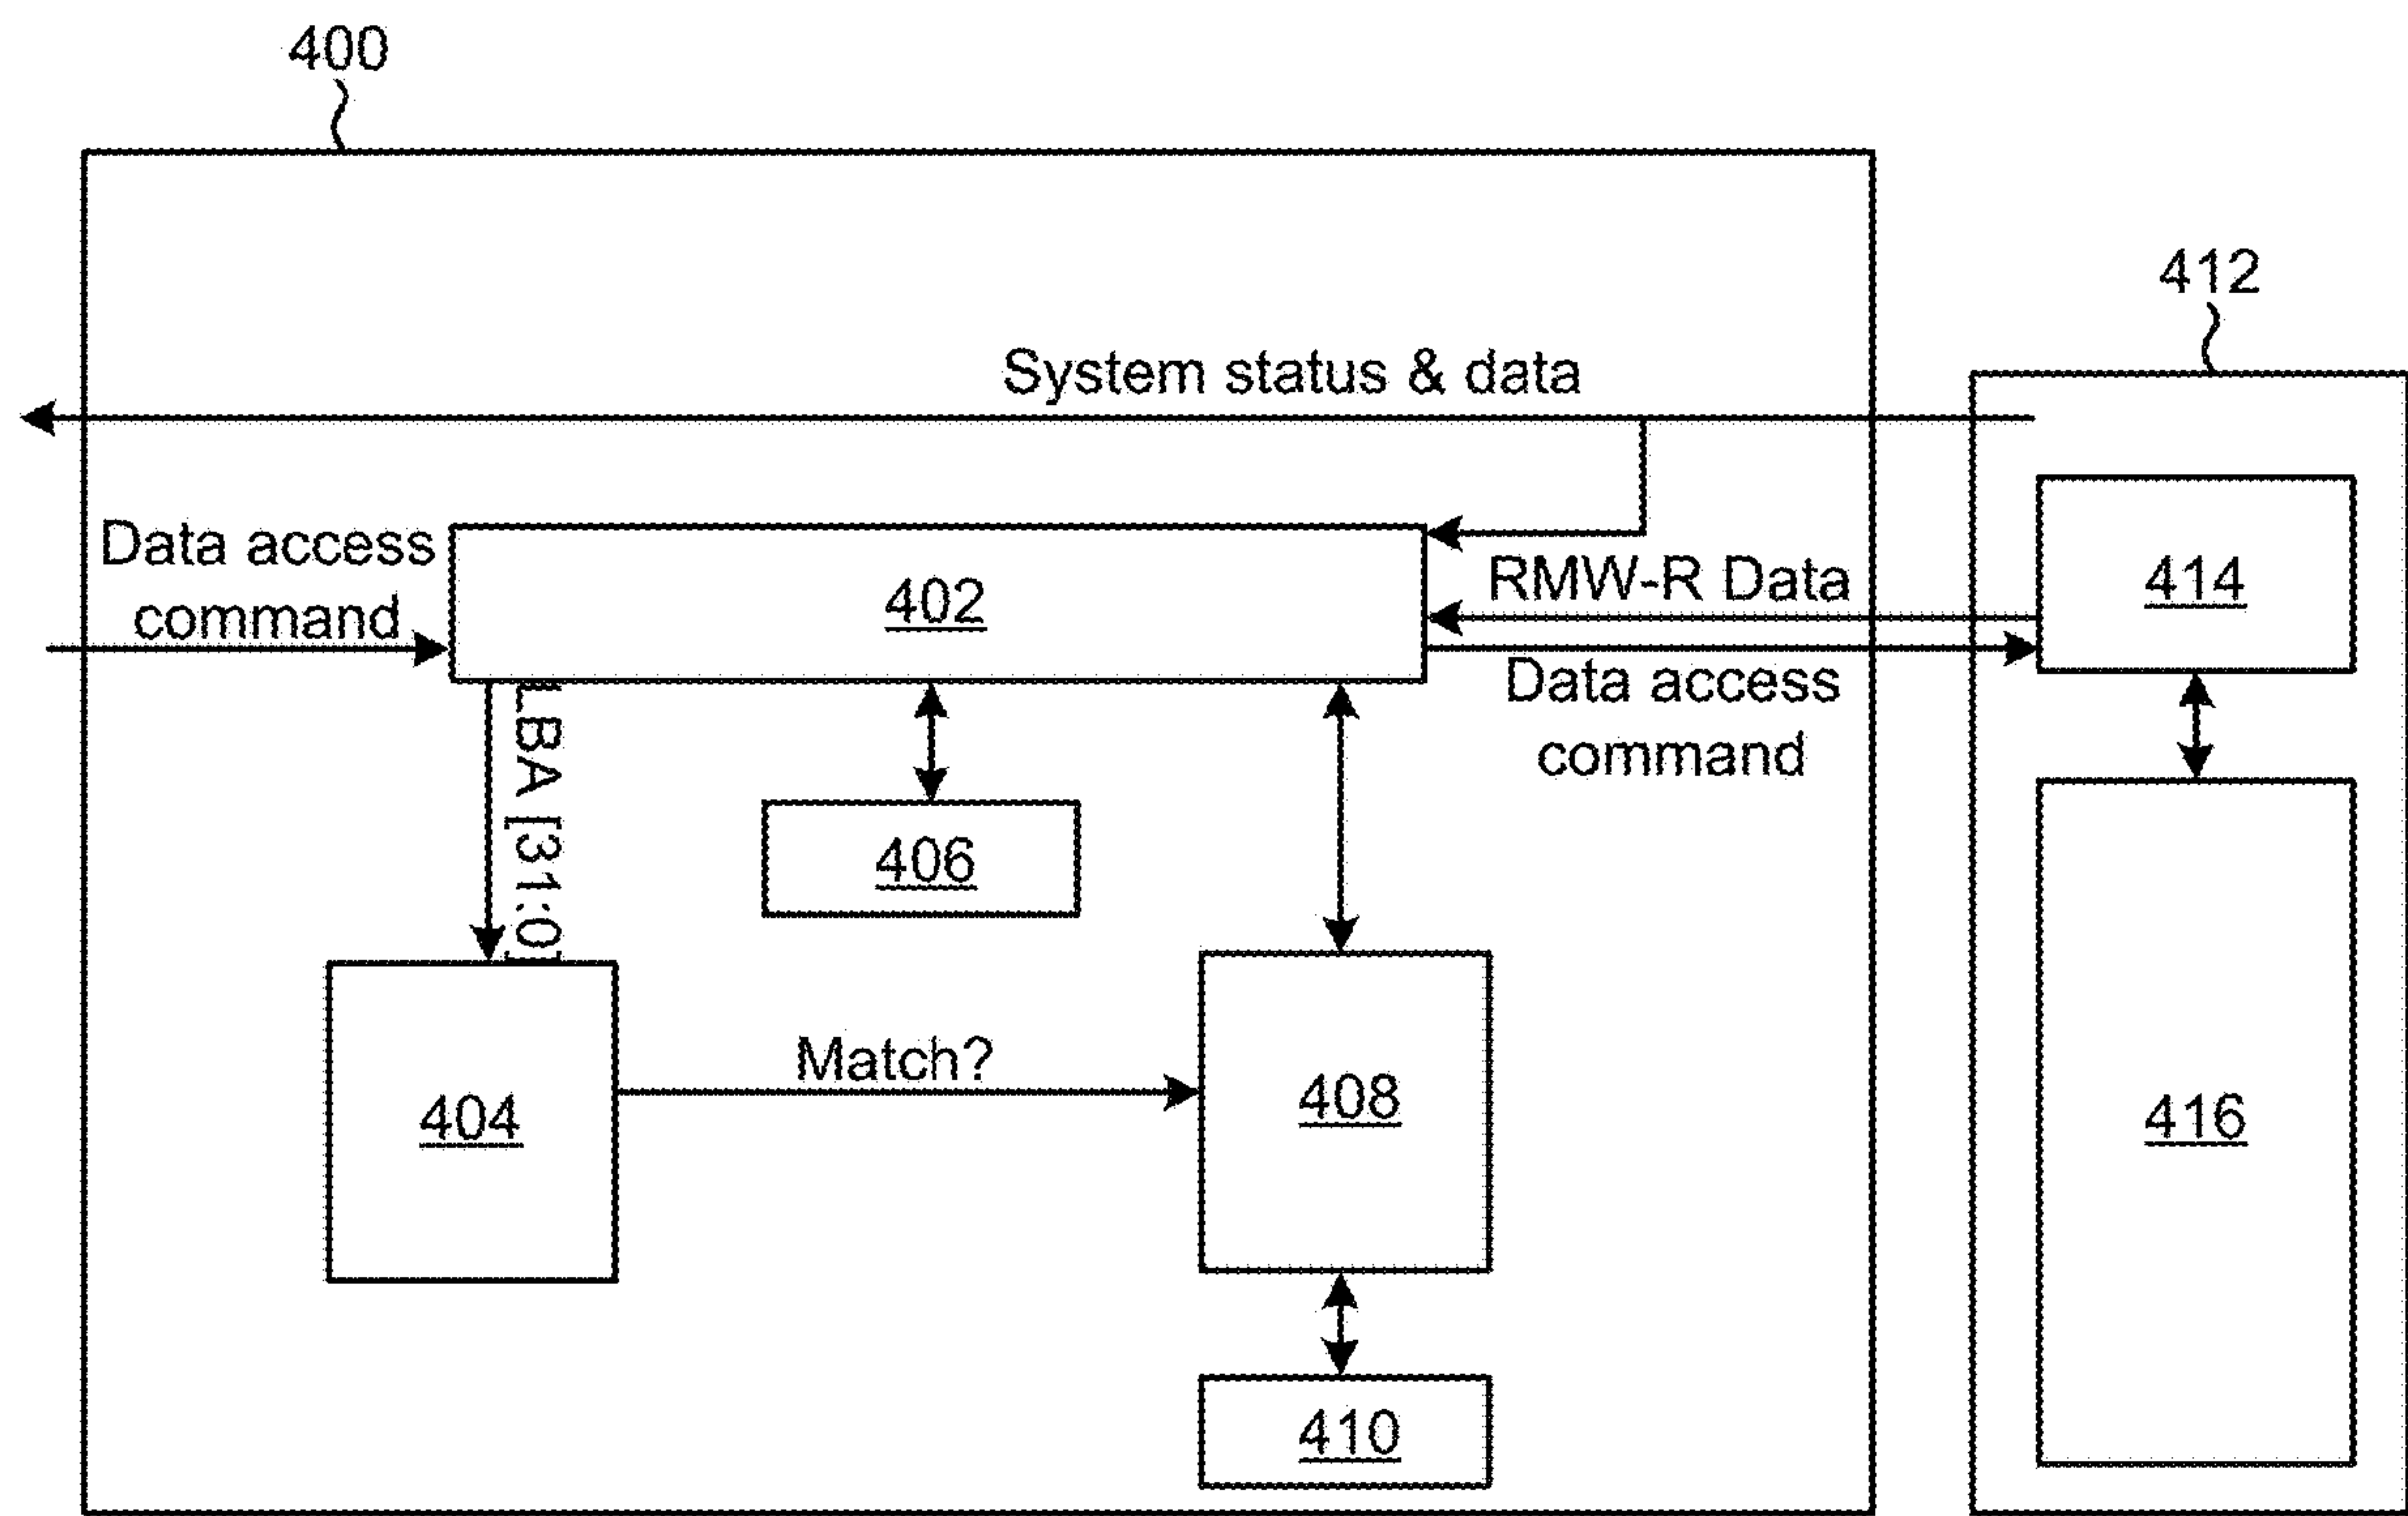 400
412
System status & data
Data access
command
402
RMW-R Data
414
Data access
command
LBA [31:0]
406
Match?
404
408
416
410